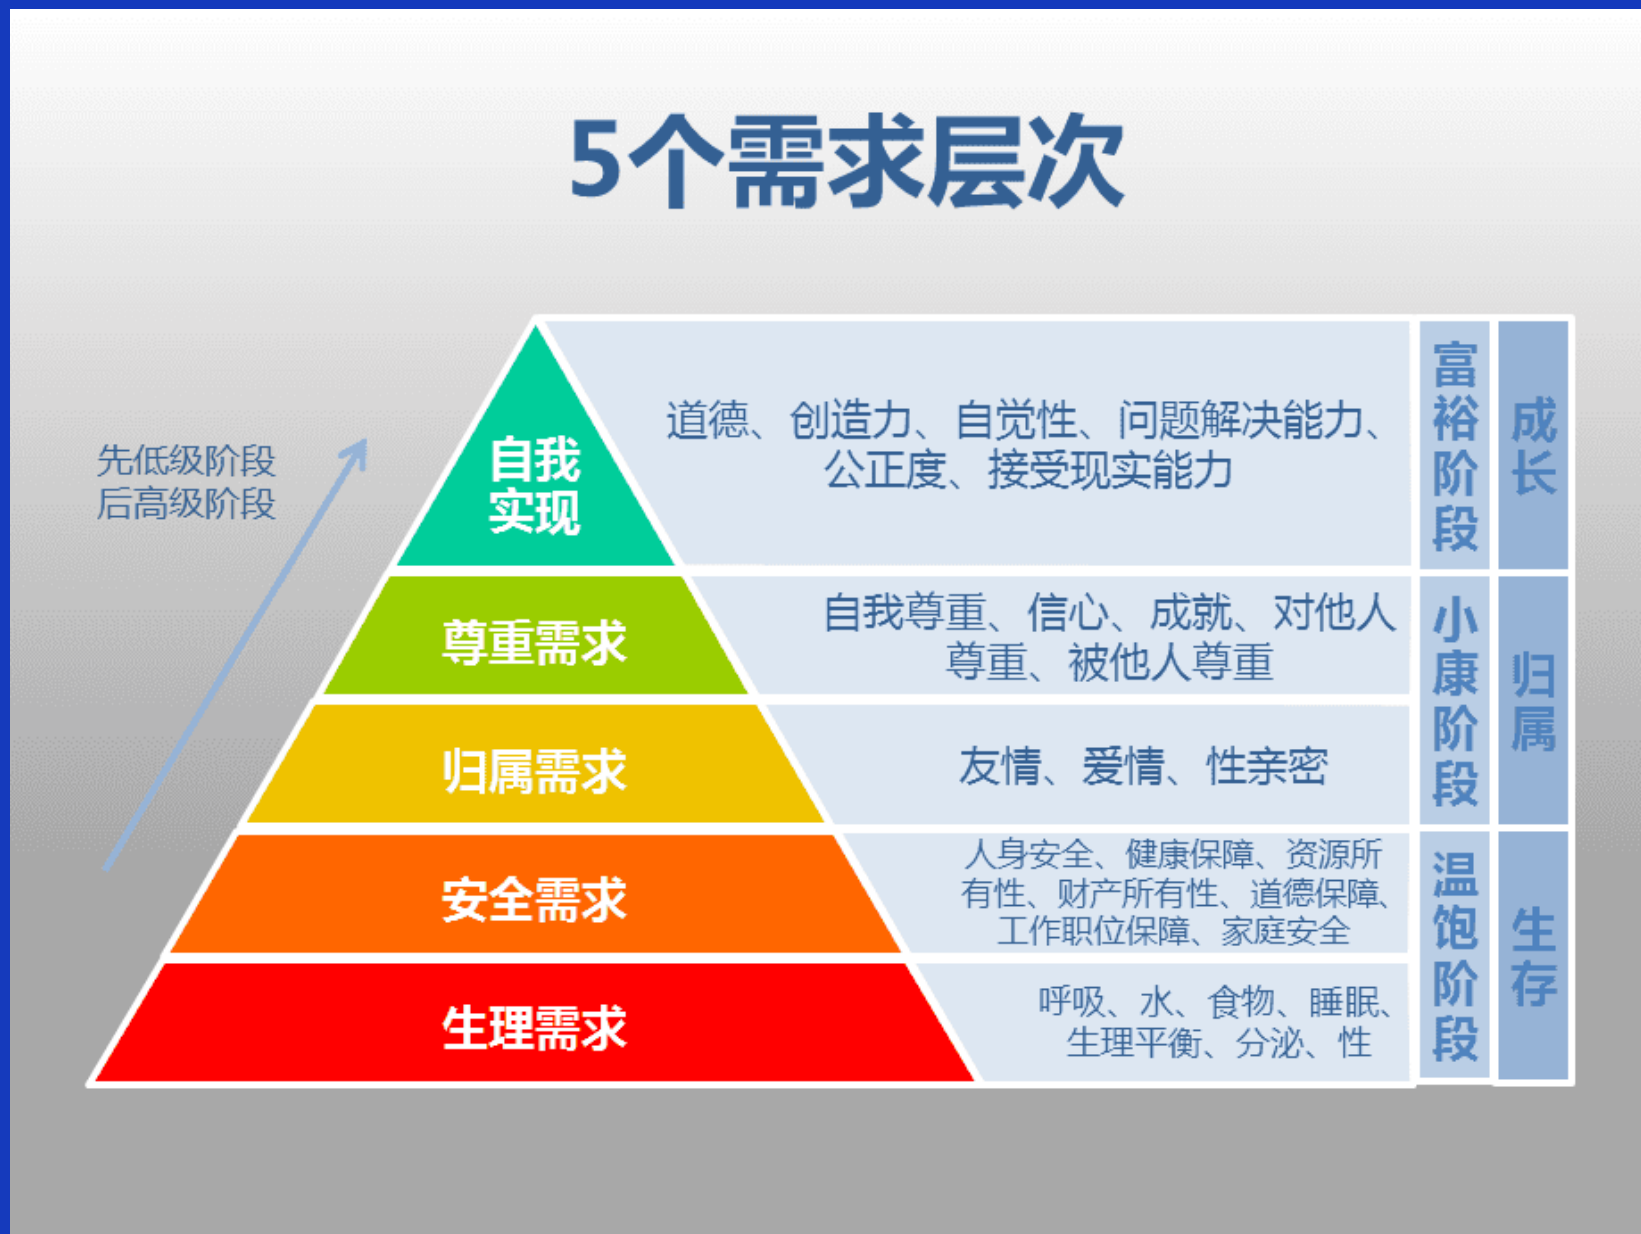 5个需求层次
先低级阶段
后高级阶段
自我
实现
道德、创造力、自觉性、问题解决能力、
公正度、接受现实能力
富裕阶段
成长
尊重需求
自我尊重、信心、成就、对他人
尊重、被他人尊重
小康阶段
归属
归属需求
友情、爱情、性亲密
安全需求
人身安全、健康保障、资源所
有性、财产所有性、道德保障、
工作职位保障、家庭安全
温饱阶段
生存
生理需求
呼吸、水、食物、睡眠、
生理平衡、分泌、性